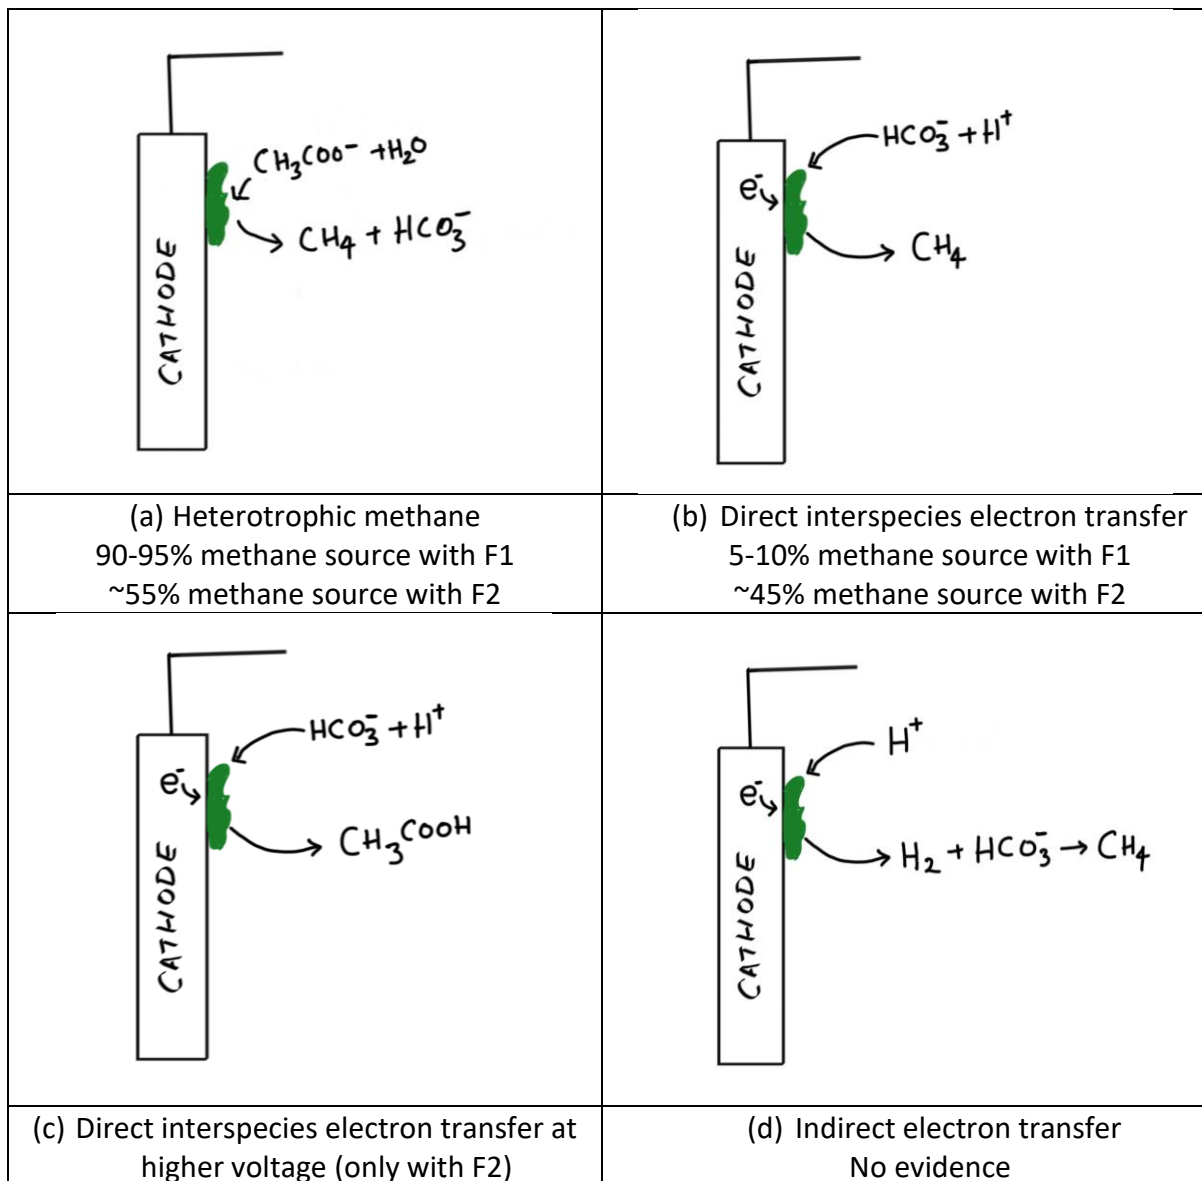 CATHODE
CH₃COO⁻ + H₂O
CH₄ + HCO₃⁻
CATHODE
e⁻
HCO₃⁻ + H⁺
CH₄
(a) Heterotrophic methane
90-95% methane source with F1
~55% methane source with F2
(b) Direct interspecies electron transfer
5-10% methane source with F1
~45% methane source with F2
CATHODE
e⁻
HCO₃⁻ + H⁺
CH₃COOH
CATHODE
e⁻
H⁺
H₂ + HCO₃⁻ → CH₄
(c) Direct interspecies electron transfer at
higher voltage (only with F2)
(d) Indirect electron transfer
No evidence